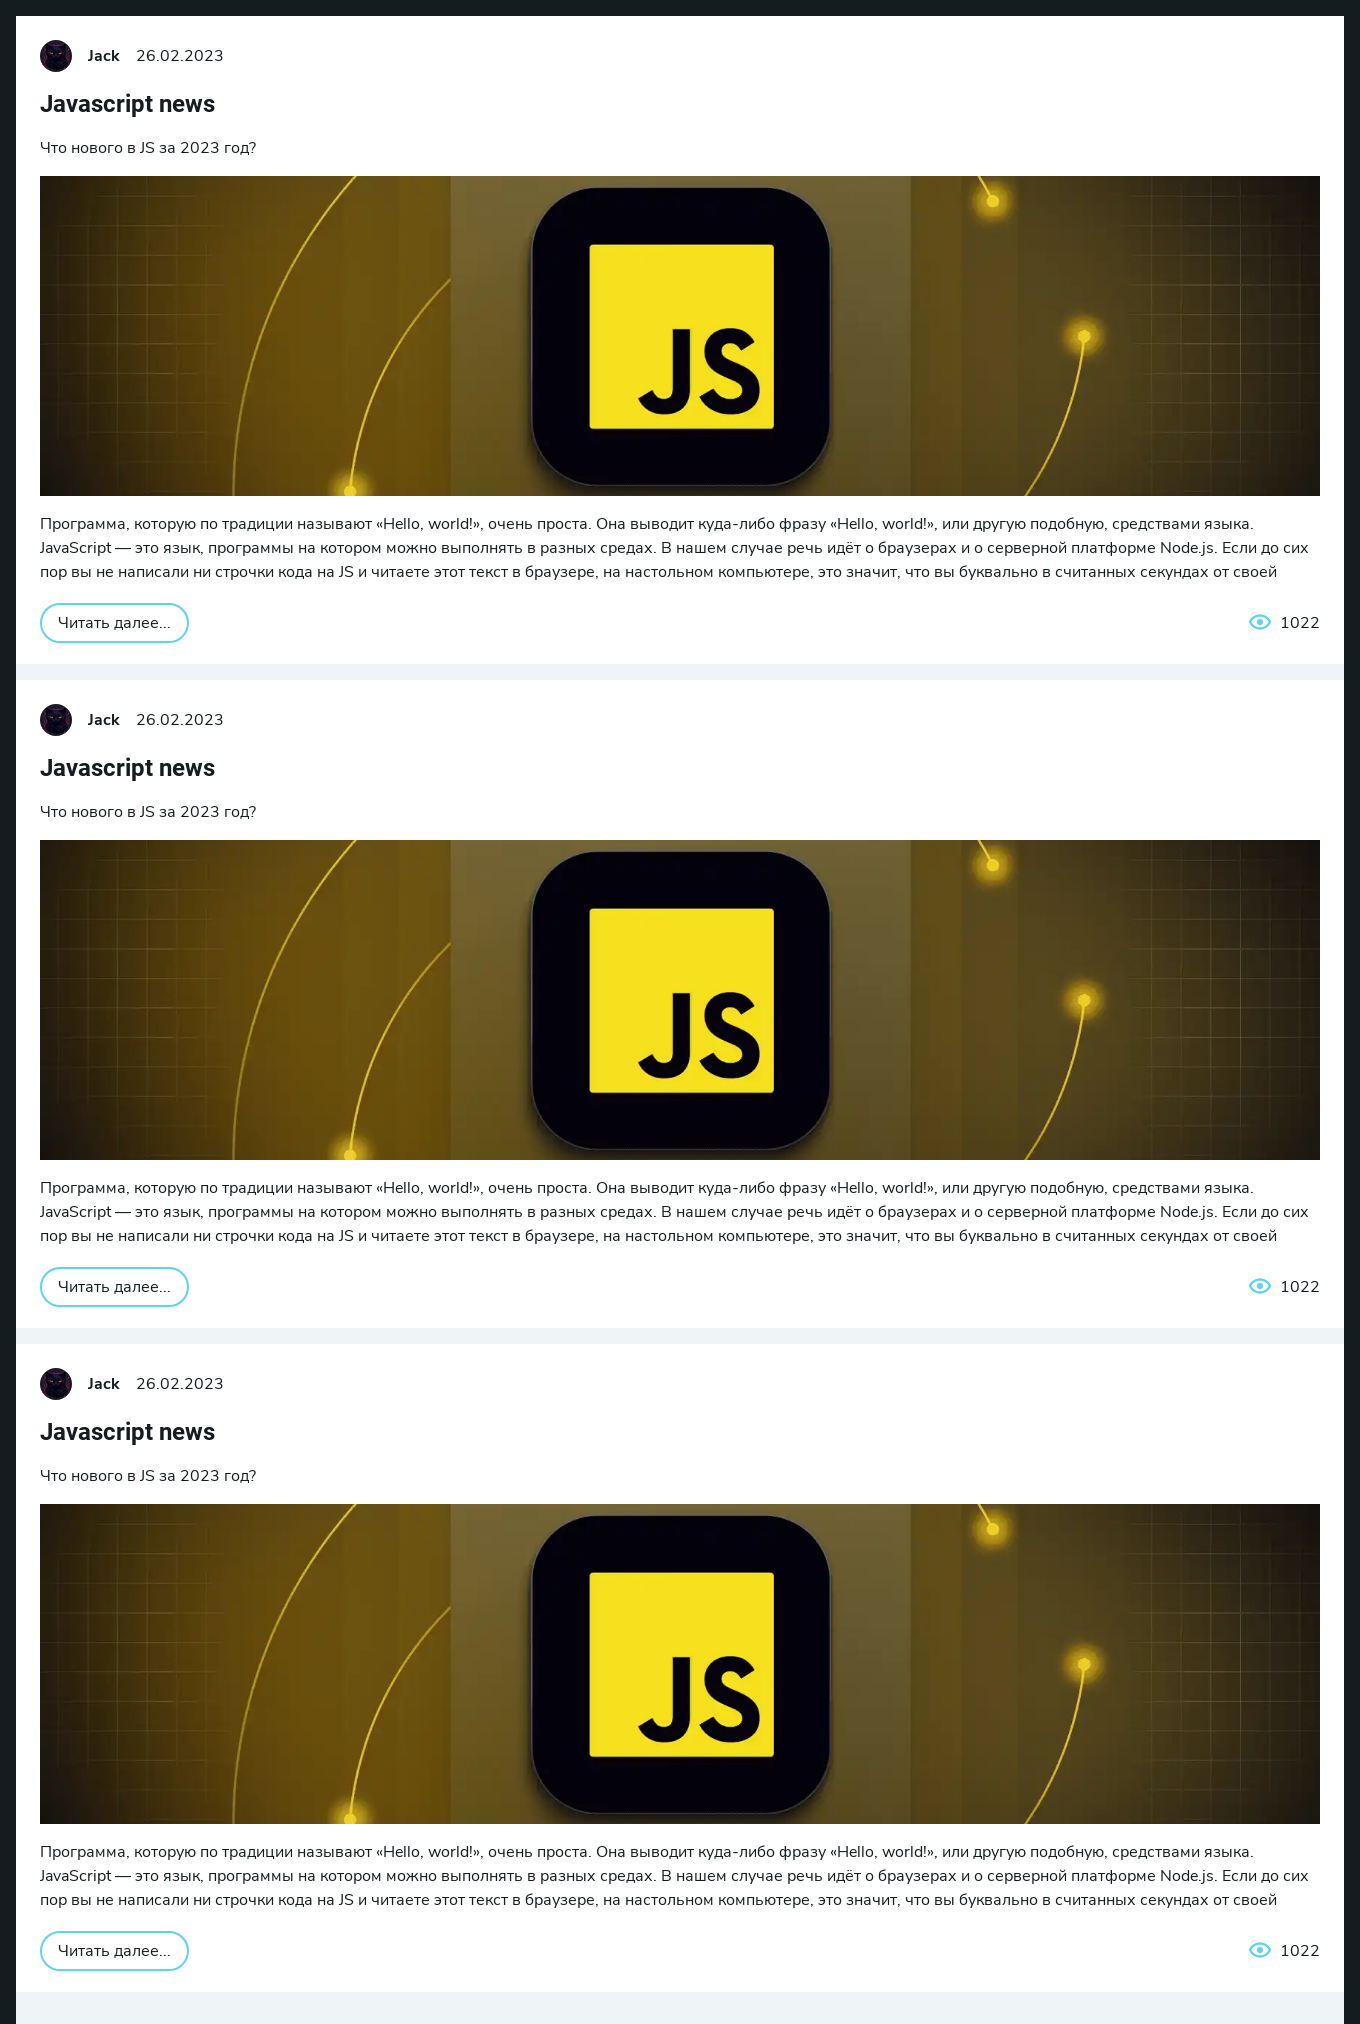 Jack 26.02.2023
Javascript news
Что нового в JS за 2023 год?
JS
Программа, которую по традиции называют «Hello, world!», очень проста. Она выводит куда-либо фразу «Hello, world!», или другую подобную, средствами языка.
JavaScript — это язык, программы на котором можно выполнять в разных средах. В нашем случае речь идёт о браузерах и о серверной платформе Node.js. Если до сих
пор вы не написали ни строчки кода на JS и читаете этот текст в браузере, на настольном компьютере, это значит, что вы буквально в считанных секундах от своей
Читать далее... 1022
Jack 26.02.2023
Javascript news
Что нового в JS за 2023 год?
JS
Программа, которую по традиции называют «Hello, world!», очень проста. Она выводит куда-либо фразу «Hello, world!», или другую подобную, средствами языка.
JavaScript — это язык, программы на котором можно выполнять в разных средах. В нашем случае речь идёт о браузерах и о серверной платформе Node.js. Если до сих
пор вы не написали ни строчки кода на JS и читаете этот текст в браузере, на настольном компьютере, это значит, что вы буквально в считанных секундах от своей
Читать далее... 1022
Jack 26.02.2023
Javascript news
Что нового в JS за 2023 год?
JS
Программа, которую по традиции называют «Hello, world!», очень проста. Она выводит куда-либо фразу «Hello, world!», или другую подобную, средствами языка.
JavaScript — это язык, программы на котором можно выполнять в разных средах. В нашем случае речь идёт о браузерах и о серверной платформе Node.js. Если до сих
пор вы не написали ни строчки кода на JS и читаете этот текст в браузере, на настольном компьютере, это значит, что вы буквально в считанных секундах от своей
Читать далее... 1022